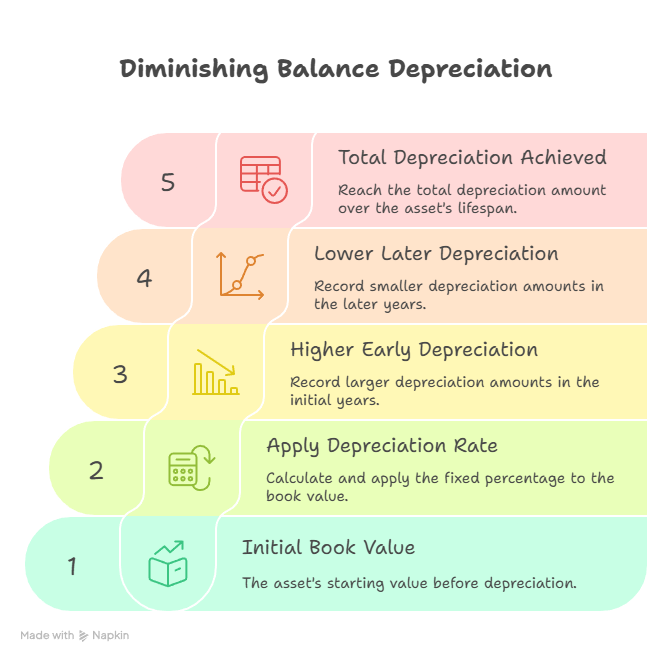 Diminishing Balance Depreciation
5
Total Depreciation Achieved
Reach the total depreciation amount
over the asset's lifespan.
4
Lower Later Depreciation
Record smaller depreciation amounts in
the later years.
3
Higher Early Depreciation
Record larger depreciation amounts in the
initial years.
2
Apply Depreciation Rate
Calculate and apply the fixed percentage to the
book value.
1
Initial Book Value
The asset's starting value before depreciation.
Made with Napkin